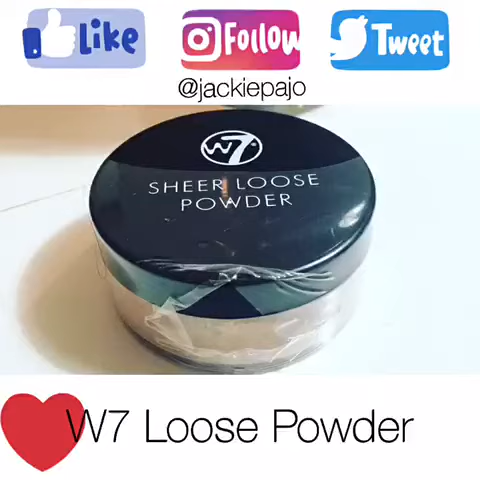 Like Follow Tweet
@jackiepajo
W7
SHEER LOOSE
POWDER
W7 Loose Powder